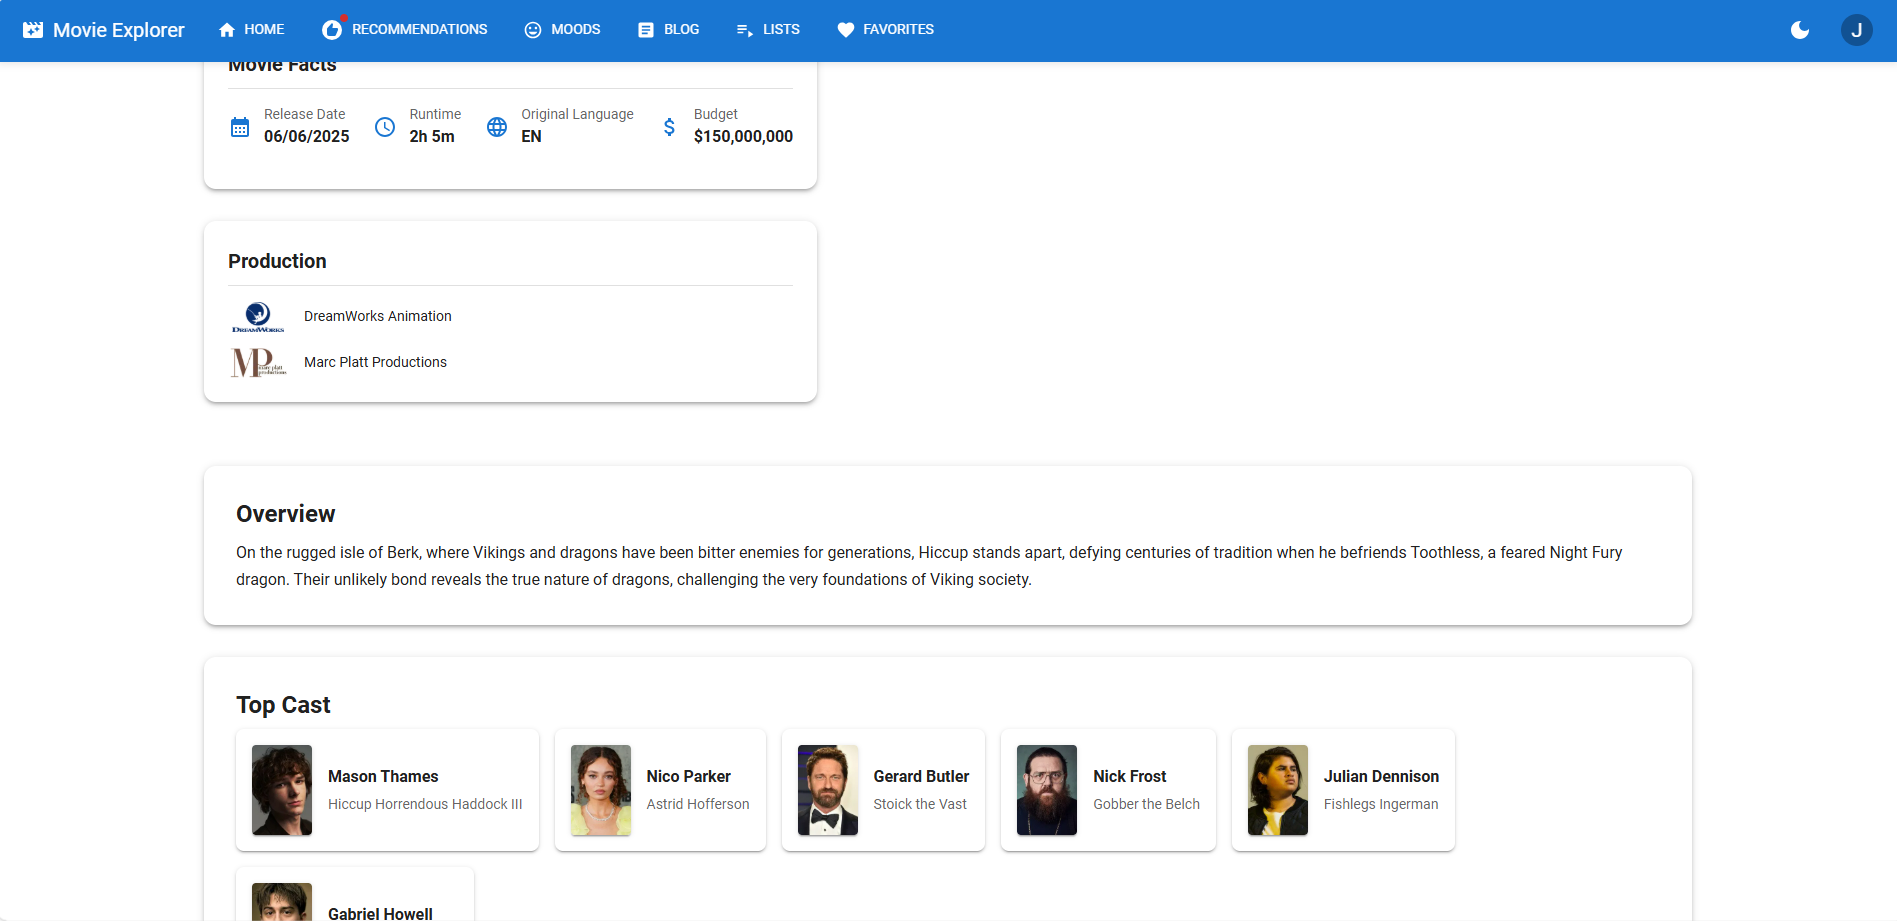 Movie Explorer
HOME
RECOMMENDATIONS
MOODS
BLOG
LISTS
FAVORITES
J
Movie Facts
Release Date
06/06/2025
Runtime
2h 5m
Original Language
EN
Budget
$150,000,000
Production
DREAMWORKS
DreamWorks Animation
MP
marc platt
productions
Marc Platt Productions
Overview
On the rugged isle of Berk, where Vikings and dragons have been bitter enemies for generations, Hiccup stands apart, defying centuries of tradition when he befriends Toothless, a feared Night Fury
dragon. Their unlikely bond reveals the true nature of dragons, challenging the very foundations of Viking society.
Top Cast
Mason Thames
Hiccup Horrendous Haddock III
Nico Parker
Astrid Hofferson
Gerard Butler
Stoick the Vast
Nick Frost
Gobber the Belch
Julian Dennison
Fishlegs Ingerman
Gabriel Howell